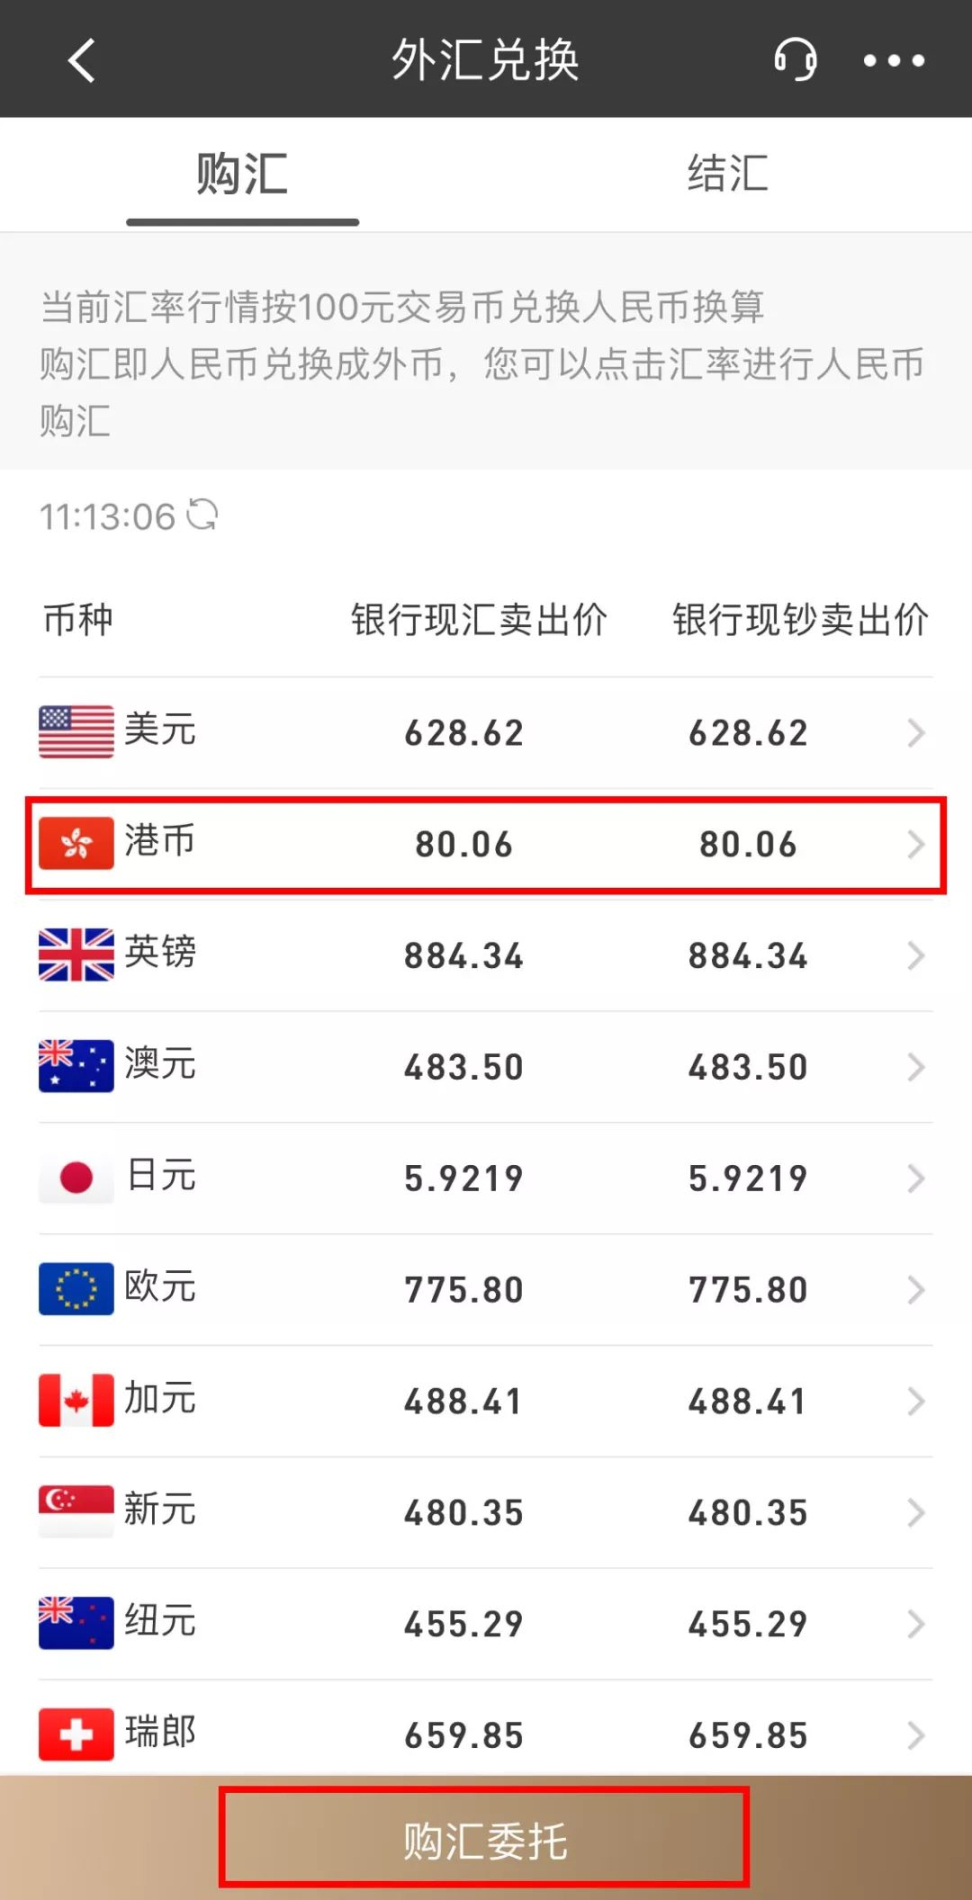 外汇兑换
购汇 结汇
当前汇率行情按100元交易币兑换人民币换算
购汇即人民币兑换成外币，您可以点击汇率进行人民币
购汇
11:13:06
币种 银行现汇卖出价 银行现钞卖出价
美元 628.62 628.62
港币 80.06 80.06
英镑 884.34 884.34
澳元 483.50 483.50
日元 5.9219 5.9219
欧元 775.80 775.80
加元 488.41 488.41
新元 480.35 480.35
纽元 455.29 455.29
瑞郎 659.85 659.85
购汇委托